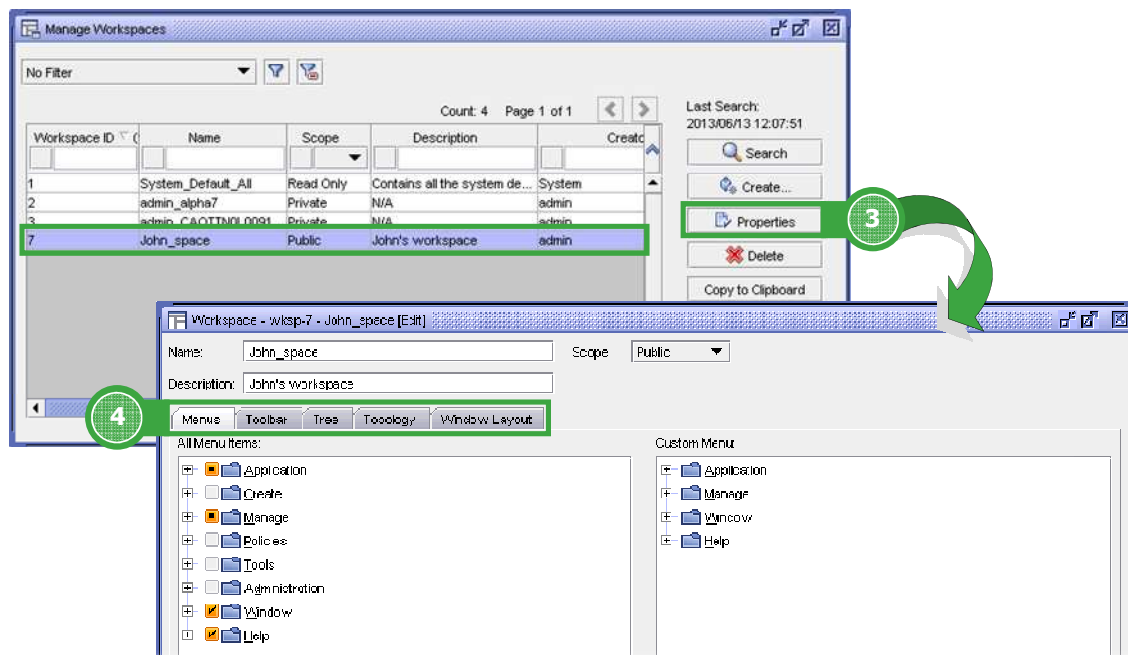 Manage Workspaces
No Filter
Count: 4 Page 1 of 1
Last Search:
2013/06/13 12:07:51
Workspace ID Name Scope Description
Search
1 System_Default_All Read Only Contains all the system de... System
Create...
2 admin_alpha7 Private N/A admin
3 Private N/A admin
7 John_space Public John's workspace admin
Properties
3
Delete
Copy to Clipboard
Workspace - wksp-7 - John_space [Edit]
Name: John_space Scope Public
Description: John's workspace
4
Menus Toolbar Tree Topology Window Layout
All Menu Items: Custom Menu:
Application Application
Create Manage
Manage Window
Policies Help
Tools
Administration
Window
Help